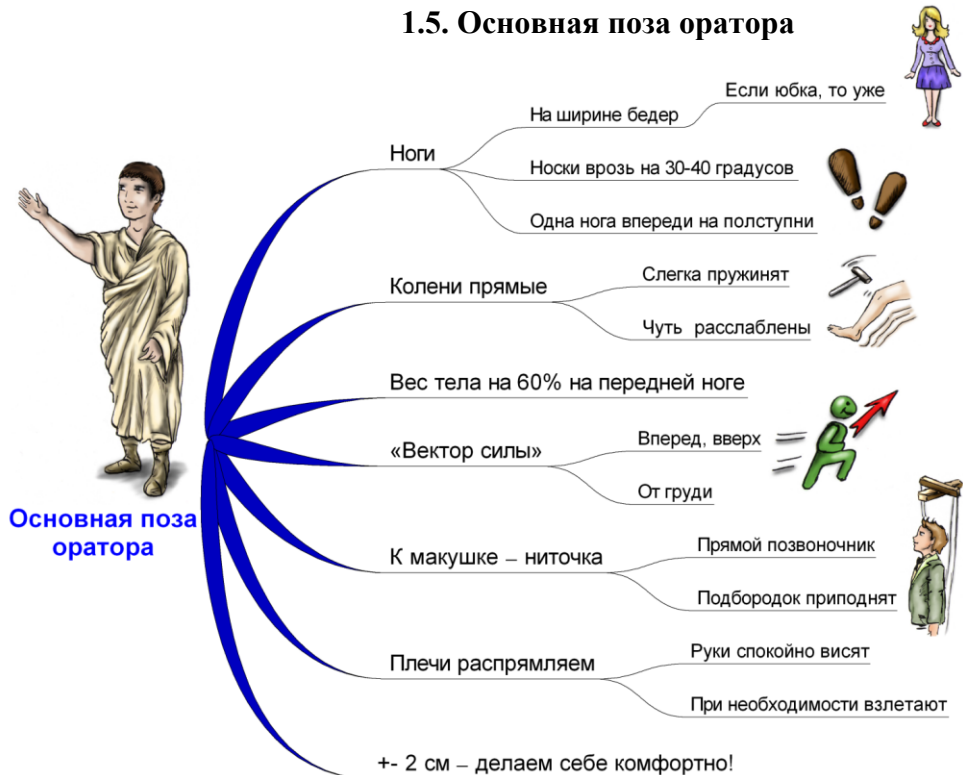 1.5. Основная поза оратора
Основная поза
оратора
Ноги
На ширине бедер
Если юбка, то уже
Носки врозь на 30-40 градусов
Одна нога впереди на полступни
Колени прямые
Слегка пружинят
Чуть расслаблены
Вес тела на 60% на передней ноге
«Вектор силы»
Вперед, вверх
От груди
К макушке – ниточка
Прямой позвоночник
Подбородок приподнят
Плечи распрямляем
Руки спокойно висят
При необходимости взлетают
+- 2 см – делаем себе комфортно!